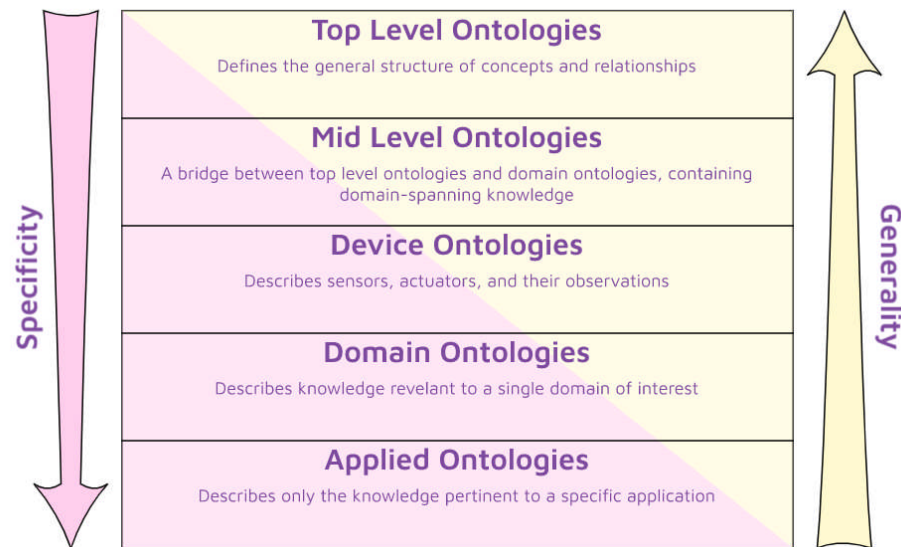 Top Level Ontologies
Defines the general structure of concepts and relationships
Mid Level Ontologies
A bridge between top level ontologies and domain ontologies, containing
domain-spanning knowledge
Device Ontologies
Describes sensors, actuators, and their observations
Domain Ontologies
Describes knowledge revelant to a single domain of interest
Applied Ontologies
Describes only the knowledge pertinent to a specific application
Specificity
Generality